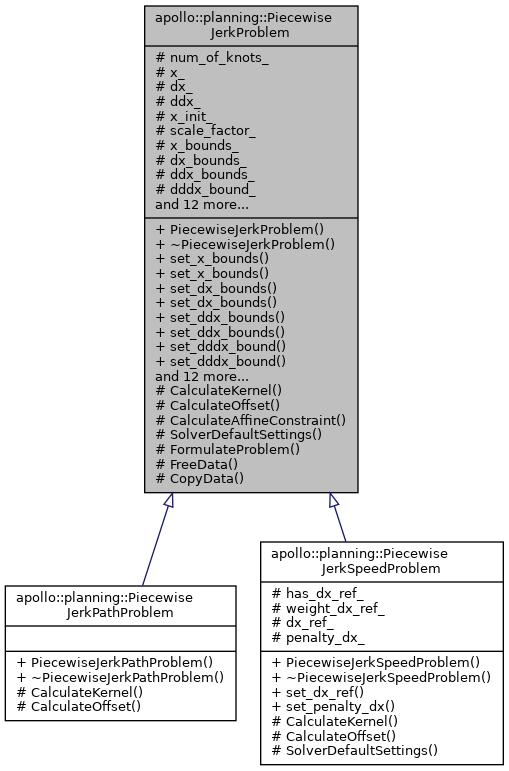 apollo::planning::Piecewise
JerkProblem
# num_of_knots_
# x_
# dx_
# ddx_
# x_init_
# scale_factor_
# x_bounds_
# dx_bounds_
# ddx_bounds_
# dddx_bound_
and 12 more...
+ PiecewiseJerkProblem()
+ ~PiecewiseJerkProblem()
+ set_x_bounds()
+ set_x_bounds()
+ set_dx_bounds()
+ set_dx_bounds()
+ set_ddx_bounds()
+ set_ddx_bounds()
+ set_dddx_bound()
+ set_dddx_bound()
and 12 more...
# CalculateKernel()
# CalculateOffset()
# CalculateAffineConstraint()
# SolverDefaultSettings()
# FormulateProblem()
# FreeData()
# CopyData()
apollo::planning::Piecewise
JerkPathProblem
+ PiecewiseJerkPathProblem()
+ ~PiecewiseJerkPathProblem()
# CalculateKernel()
# CalculateOffset()
apollo::planning::Piecewise
JerkSpeedProblem
# has_dx_ref_
# weight_dx_ref_
# dx_ref_
# penalty_dx_
+ PiecewiseJerkSpeedProblem()
+ ~PiecewiseJerkSpeedProblem()
+ set_dx_ref()
+ set_penalty_dx()
# CalculateKernel()
# CalculateOffset()
# SolverDefaultSettings()